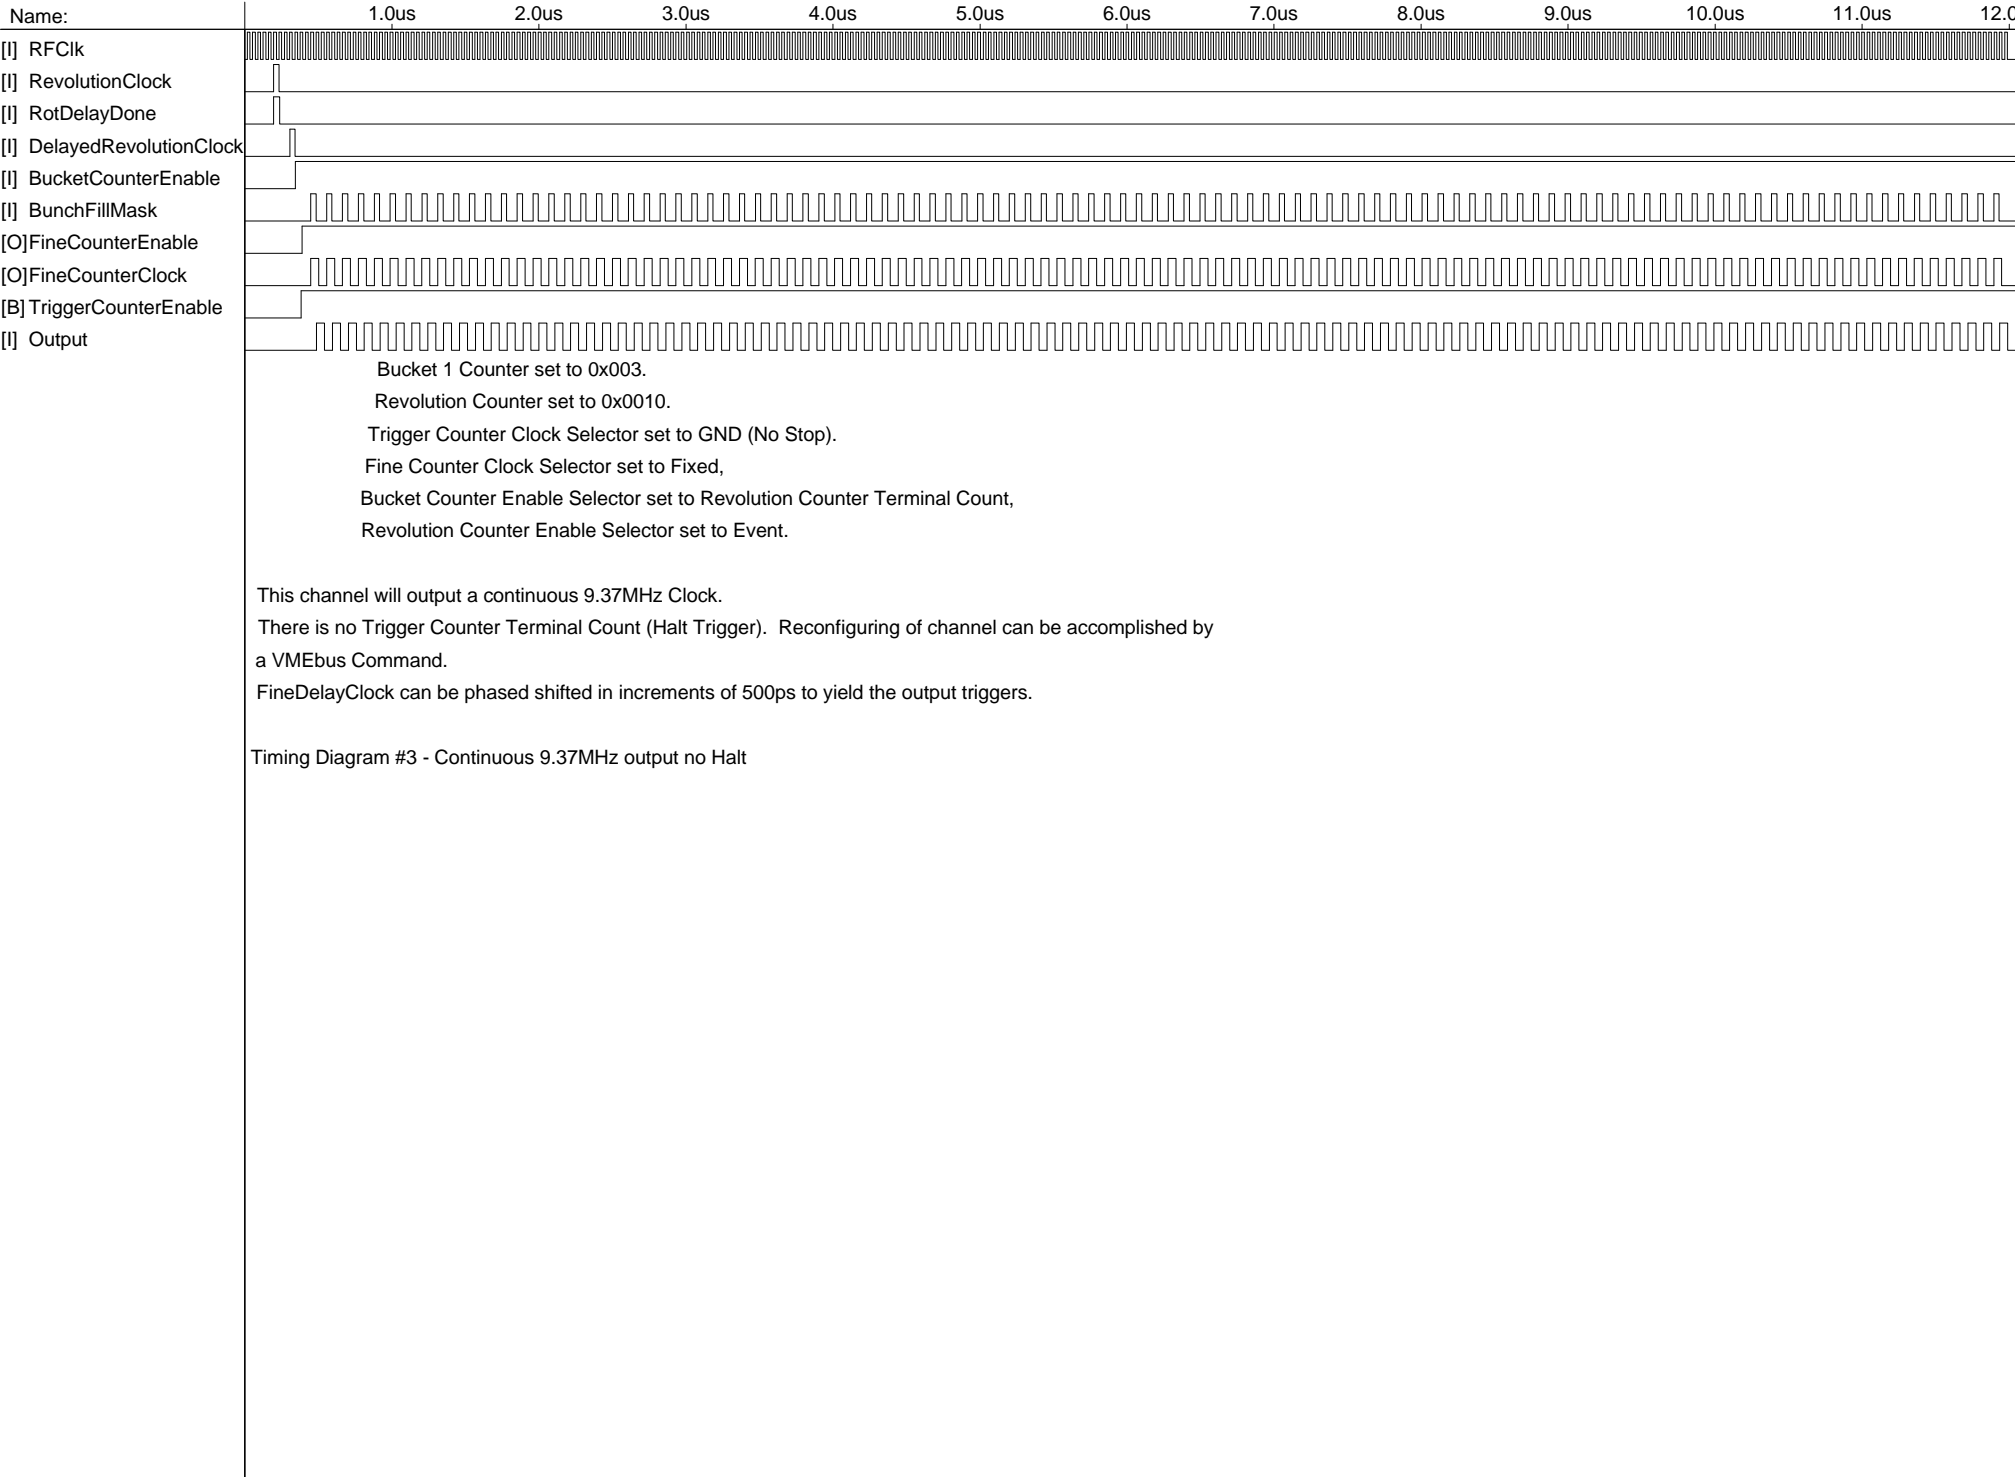 Name: 1.0us 2.0us 3.0us 4.0us 5.0us 6.0us 7.0us 8.0us 9.0us 10.0us 11.0us 12.0
[I] RFClk
[I] RevolutionClock
[I] RotDelayDone
[I] DelayedRevolutionClock
[I] BucketCounterEnable
[I] BunchFillMask
[O]FineCounterEnable
[O]FineCounterClock
[B]TriggerCounterEnable
[I] Output
Bucket 1 Counter set to 0x003.
Revolution Counter set to 0x0010.
Trigger Counter Clock Selector set to GND (No Stop).
Fine Counter Clock Selector set to Fixed,
Bucket Counter Enable Selector set to Revolution Counter Terminal Count,
Revolution Counter Enable Selector set to Event.
This channel will output a continuous 9.37MHz Clock.
There is no Trigger Counter Terminal Count (Halt Trigger).  Reconfiguring of channel can be accomplished by
a VMEbus Command.
FineDelayClock can be phased shifted in increments of 500ps to yield the output triggers.
Timing Diagram #3 - Continuous 9.37MHz output no Halt